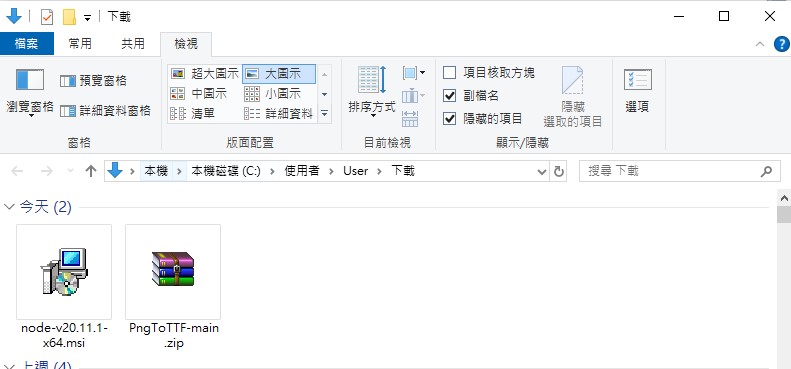 下載
檔案 常用 共用 檢視
瀏覽窗格
預覽窗格
詳細資料窗格
窗格
超大圖示 大圖示
中圖示 小圖示
清單 詳細資料
版面配置
排序方式
目前檢視
項目核取方塊
副檔名
隱藏的項目
隱藏
選取的項目
顯示/隱藏
選項
本機 本機磁碟 (C:) 使用者 User 下載
搜尋 下載
今天 (2)
node-v20.11.1-
x64.msi
PngToTTF-main
.zip
上週 (4)